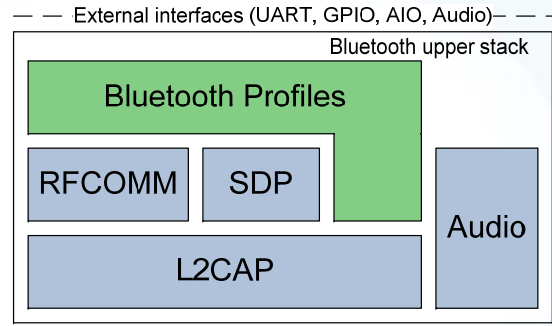 External interfaces (UART, GPIO, AIO, Audio)
Bluetooth upper stack
Bluetooth Profiles
RFCOMM
SDP
Audio
L2CAP